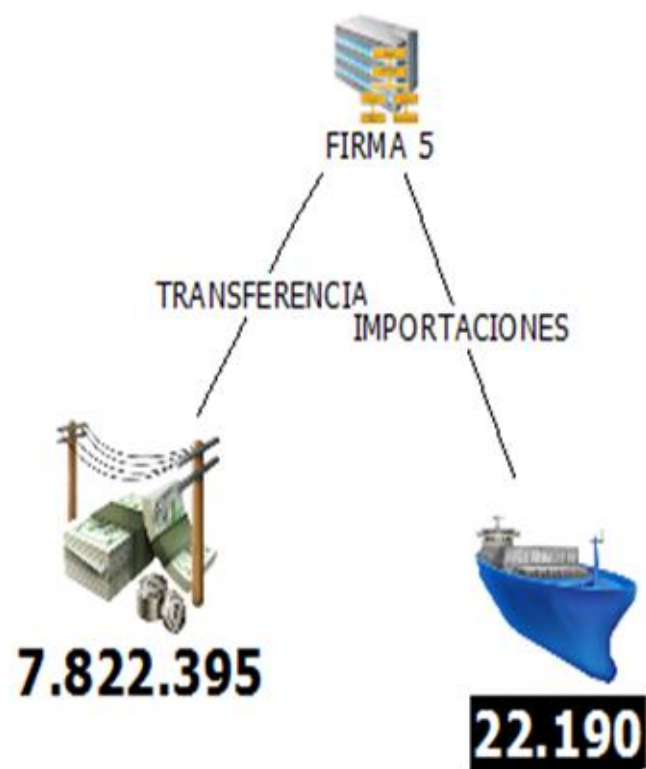 FIRMA 5
TRANSFERENCIA
IMPORTACIONES
7.822.395
22.190